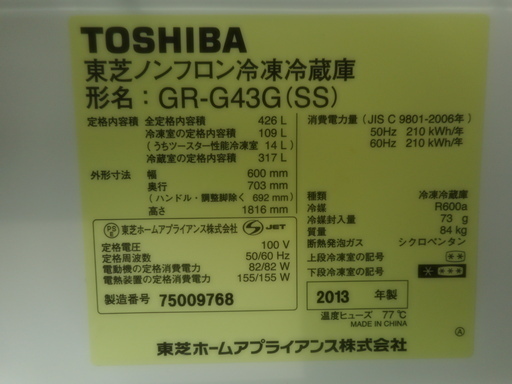 TOSHIBA
東芝ノンフロン冷凍冷蔵庫
形名：GR-G43G(SS)
定格内容積 全定格内容積 426 L
冷凍室の定格内容積 109 L
(うちツースター性能冷凍室 14 L)
冷蔵室の定格内容積 317 L
外形寸法 幅 600 mm
奥行 703 mm
(ハンドル・調整脚除く 692 mm)
高さ 1816 mm
PS E 東芝ホームアプライアンス株式会社 JET
定格電圧 100 V
定格周波数 50/60 Hz
電動機の定格消費電力 82/82 W
電熱装置の定格消費電力 155/155 W
製造番号 75009768
消費電力量 (JIS C 9801-2006年)
50Hz 210 kWh/年
60Hz 210 kWh/年
種類 冷凍冷蔵庫
冷媒 R600a
冷媒封入量 73 g
質量 84 kg
断熱発泡ガス シクロペンタン
上段冷凍室の記号 **
下段冷凍室の記号 * ***
2013 年製
温度ヒューズ 77℃
MADE IN CHINA
A
東芝ホームアプライアンス株式会社